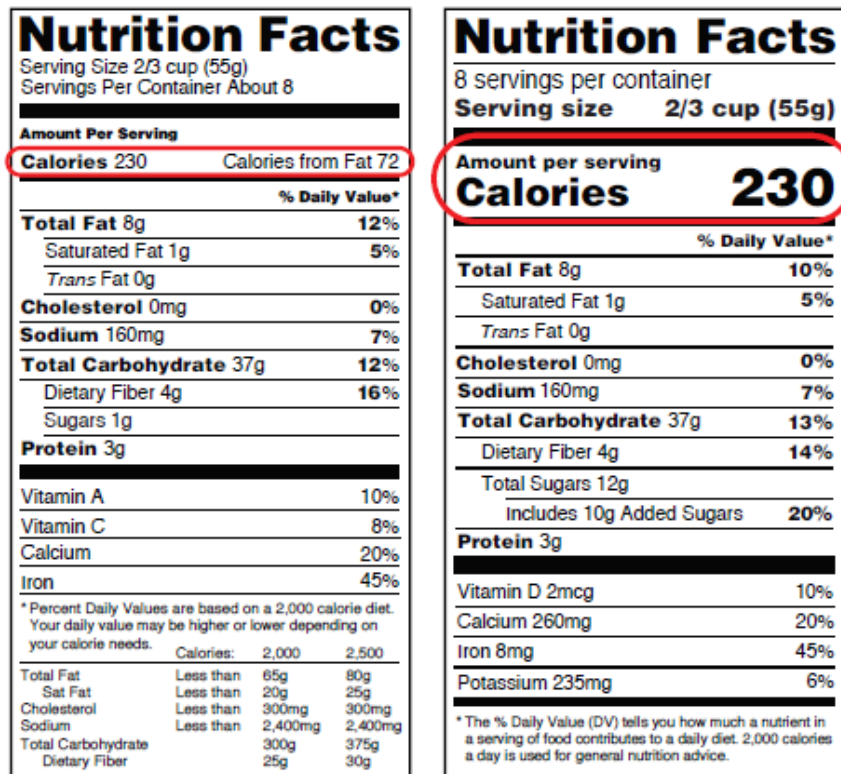 Nutrition Facts
Serving Size 2/3 cup (55g)
Servings Per Container About 8
Amount Per Serving
Calories 230 Calories from Fat 72
% Daily Value*
Total Fat 8g 12%
Saturated Fat 1g 5%
Trans Fat 0g
Cholesterol 0mg 0%
Sodium 160mg 7%
Total Carbohydrate 37g 12%
Dietary Fiber 4g 16%
Sugars 1g
Protein 3g
Vitamin A 10%
Vitamin C 8%
Calcium 20%
Iron 45%
* Percent Daily Values are based on a 2,000 calorie diet.
Your daily value may be higher or lower depending on
your calorie needs.
Calories: 2,000 2,500
Total Fat Less than 65g 80g
Sat Fat Less than 20g 25g
Cholesterol Less than 300mg 300mg
Sodium Less than 2,400mg 2,400mg
Total Carbohydrate 300g 375g
Dietary Fiber 25g 30g
Nutrition Facts
8 servings per container
Serving size 2/3 cup (55g)
Amount per serving
Calories 230
% Daily Value*
Total Fat 8g 10%
Saturated Fat 1g 5%
Trans Fat 0g
Cholesterol 0mg 0%
Sodium 160mg 7%
Total Carbohydrate 37g 13%
Dietary Fiber 4g 14%
Total Sugars 12g
Includes 10g Added Sugars 20%
Protein 3g
Vitamin D 2mcg 10%
Calcium 260mg 20%
Iron 8mg 45%
Potassium 235mg 6%
* The % Daily Value (DV) tells you how much a nutrient in
a serving of food contributes to a daily diet. 2,000 calories
a day is used for general nutrition advice.